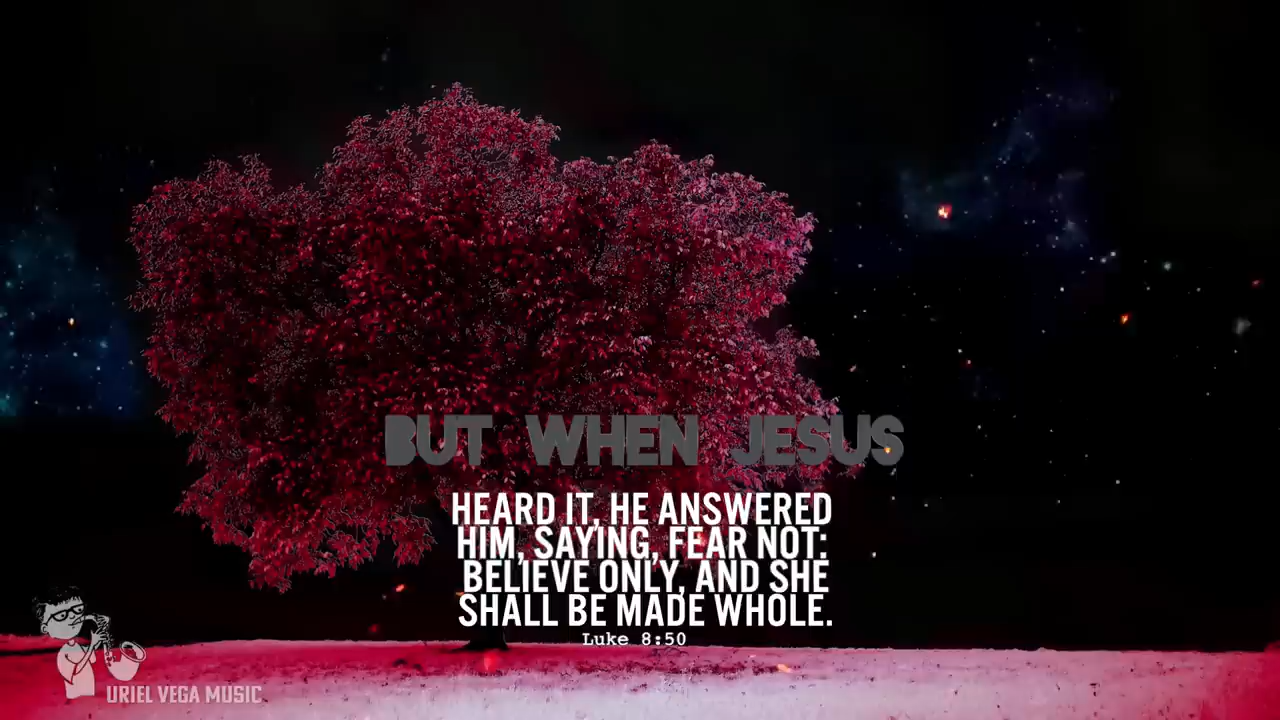 BUT WHEN JESUS
HEARD IT, HE ANSWERED
HIM, SAYING, FEAR NOT:
BELIEVE ONLY, AND SHE
SHALL BE MADE WHOLE.
Luke 8:50
URIEL VEGA MUSIC